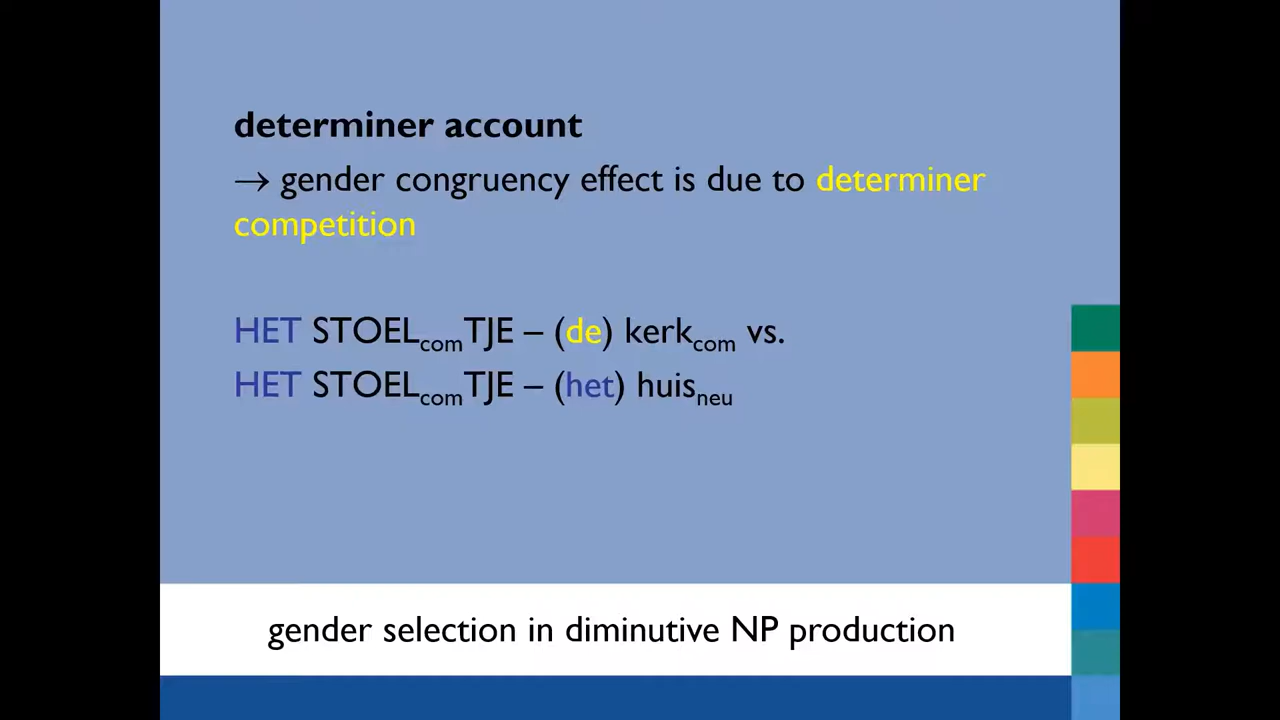 determiner account
→ gender congruency effect is due to determiner
competition
HET STOELcomTJE – (de) kerkcom vs.
HET STOELcomTJE – (het) huisneu
gender selection in diminutive NP production